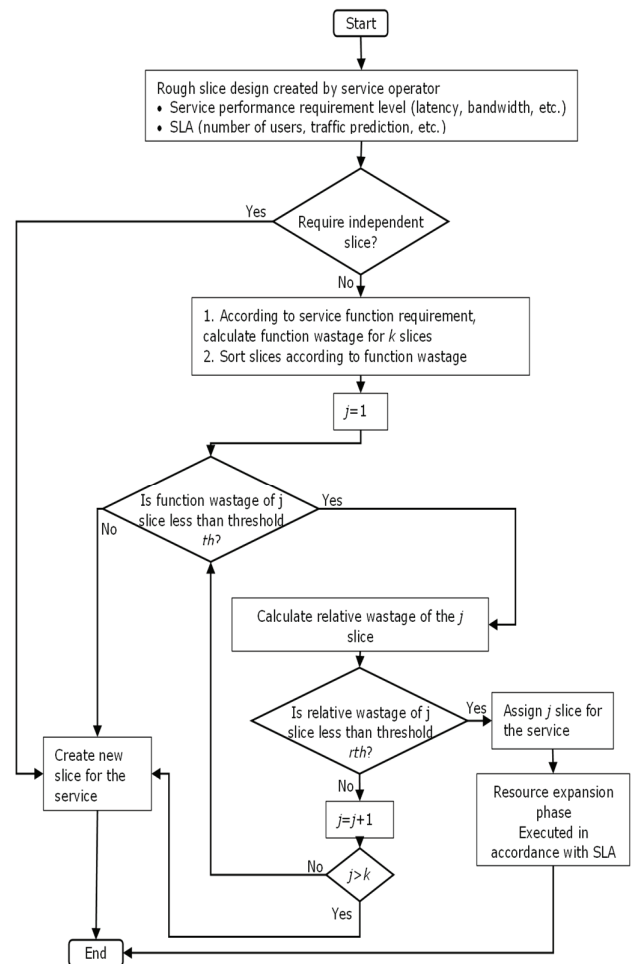 Start
Rough slice design created by service operator
• Service performance requirement level (latency, bandwidth, etc.)
• SLA (number of users, traffic prediction, etc.)
Yes
Require independent
slice?
No
1. According to service function requirement,
calculate function wastage for k slices
2. Sort slices according to function wastage
j=1
Is function wastage of j
slice less than threshold
th?
Yes
No
Calculate relative wastage of the j
slice
Is relative wastage of j
slice less than threshold
rth?
Yes
Assign j slice for
the service
Create new
slice for the
service
No
Resource expansion
phase
Executed in
accordance with SLA
j=j+1
No
j>k
Yes
End